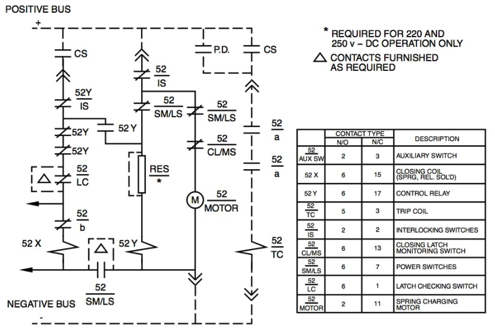 POSITIVE BUS
+
* REQUIRED FOR 220 AND
250 v – DC OPERATION ONLY
△ CONTACTS FURNISHED
AS REQUIRED
CS
P.D.
CS
52
IS
52Y
IS
52
SM/LS
52
SM/LS
52
a
52Y
52 Y
52Y
52
CL/MS
52
a
△
52
LC
RES
*
M
52
MOTOR
52
b
52 X
△
52 Y
52
TC
52
SM/LS
NEGATIVE BUS
-
CONTACT TYPE
N/O
N/C
DESCRIPTION
52
AUX SW
2
3
AUXILIARY SWITCH
52 X
6
15
CLOSING COIL
(SPRG, REL. SOL'D)
52 Y
6
17
CONTROL RELAY
52
TC
5
3
TRIP COIL
52
IS
2
2
INTERLOCKING SWITCHES
52
CL/MS
6
13
CLOSING LATCH
MONITORING SWITCH
52
SM/LS
6
7
POWER SWITCHES
52
LC
6
1
LATCH CHECKING SWITCH
52
MOTOR
2
11
SPRING CHARGING
MOTOR